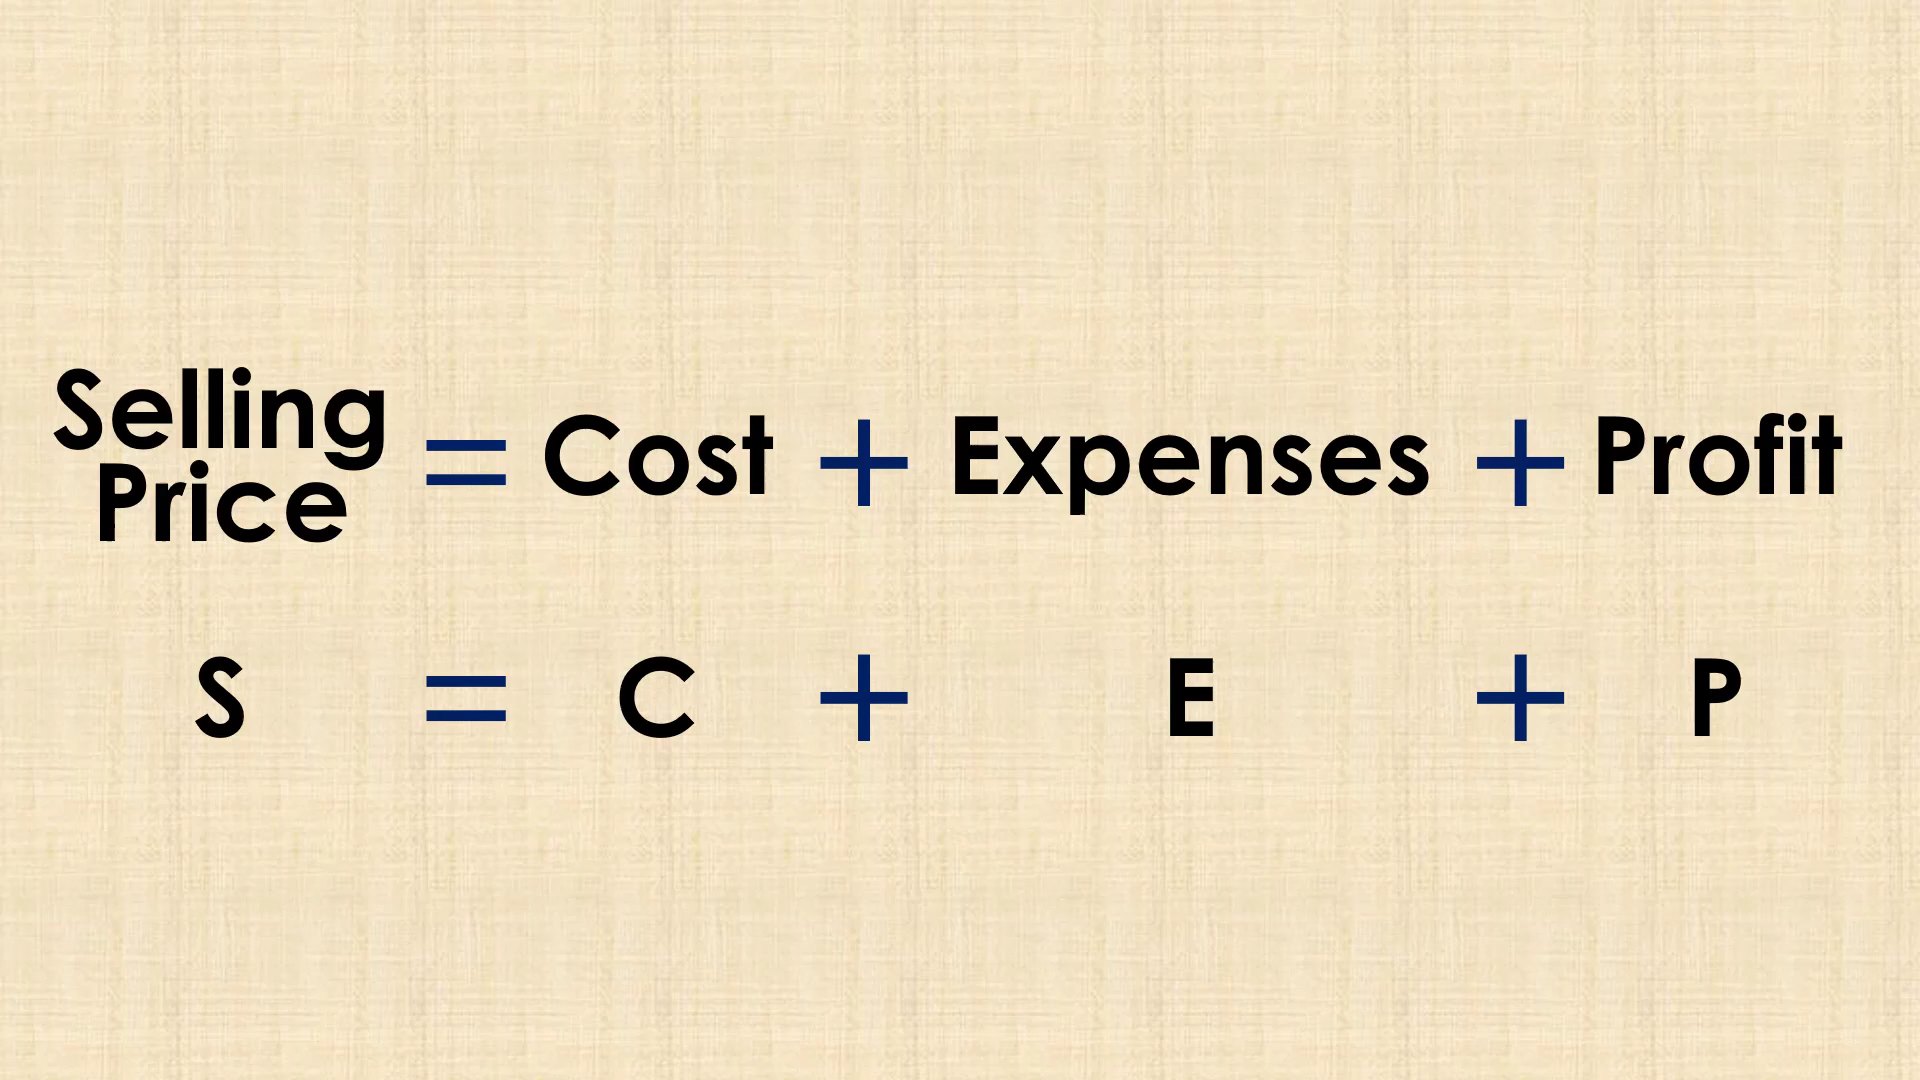 Selling Price = Cost + Expenses + Profit
S = C + E + P